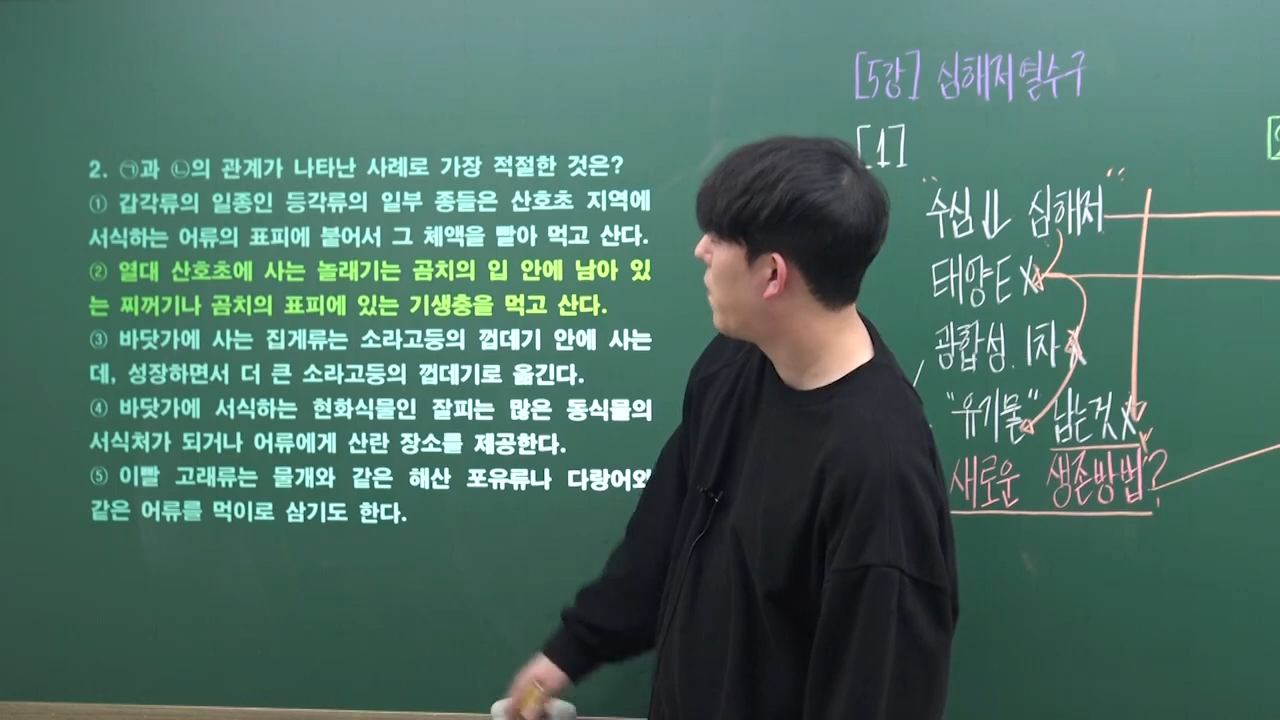 2. ㉠과 ㉡의 관계가 나타난 사례로 가장 적절한 것은?
① 갑각류의 일종인 등각류의 일부 종들은 산호초 지역에
서식하는 어류의 표피에 붙어서 그 체액을 빨아 먹고 산다.
② 열대 산호초에 사는 놀래기는 곰치의 입 안에 남아 있
는 찌꺼기나 곰치의 표피에 있는 기생충을 먹고 산다.
③ 바닷가에 사는 집게류는 소라고둥의 껍데기 안에 사는
데, 성장하면서 더 큰 소라고둥의 껍데기로 옮긴다.
④ 바닷가에 서식하는 현화식물인 잘피는 많은 동식물의
서식처가 되거나 어류에게 산란 장소를 제공한다.
⑤ 이빨 고래류는 물개와 같은 해산 포유류나 다랑어와
같은 어류를 먹이로 삼기도 한다.
[5강] 심해저열수구
[1]
"수심 ↓↓ 심해저"
태양E X
광합성. 1차 X
"유기물" 남는것 X
새로운 생존방법?